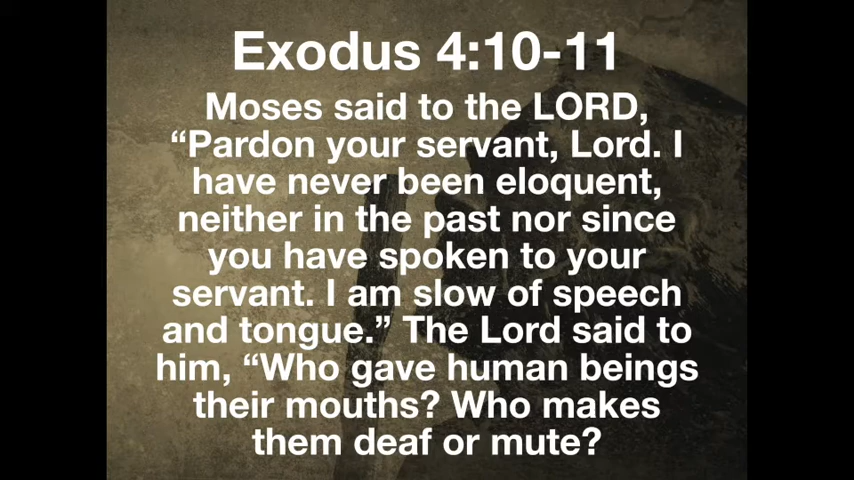 Exodus 4:10-11
Moses said to the LORD,
“Pardon your servant, Lord. I
have never been eloquent,
neither in the past nor since
you have spoken to your
servant. I am slow of speech
and tongue.” The Lord said to
him, “Who gave human beings
their mouths? Who makes
them deaf or mute?